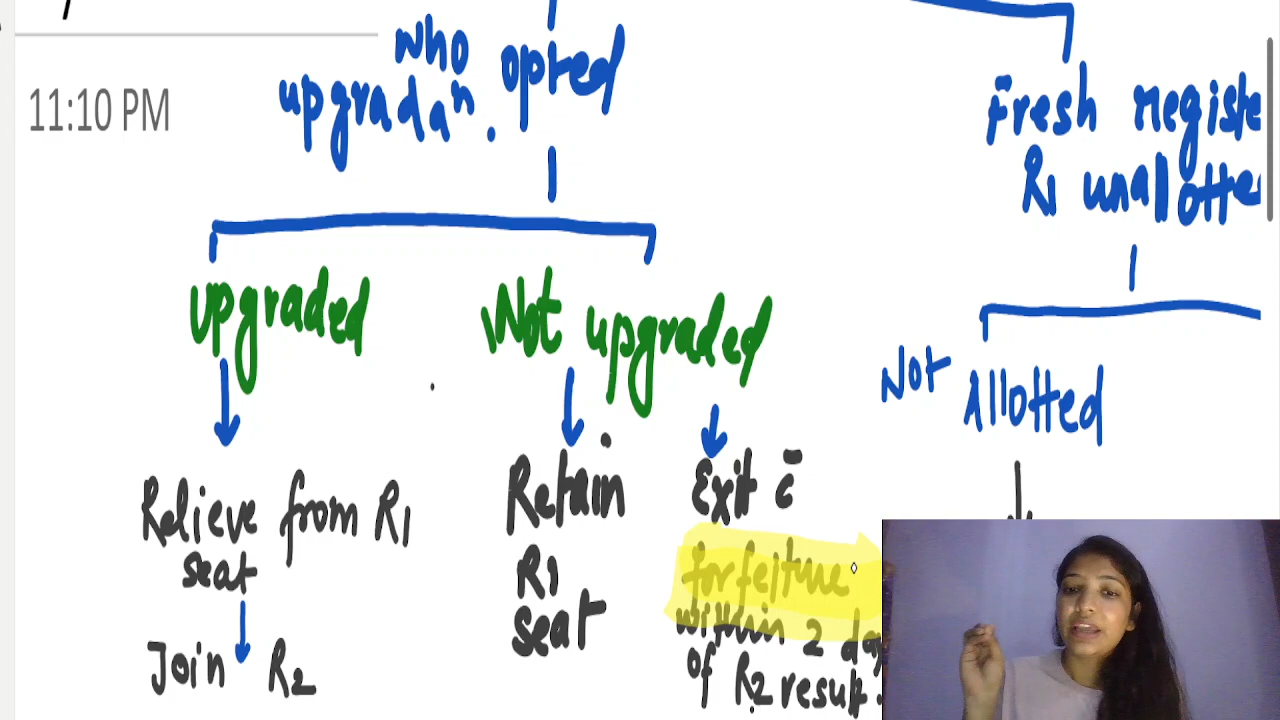 11:10 PM
who opted
upgradaⁿ.
Fresh registe
R1 unallotte
upgraded
Not upgraded
Not Allotted
Relieve from R1
seat
Join R2
Retain
R1
seat
Exit c̄
forfeiture
within 2 day
of R2 result.